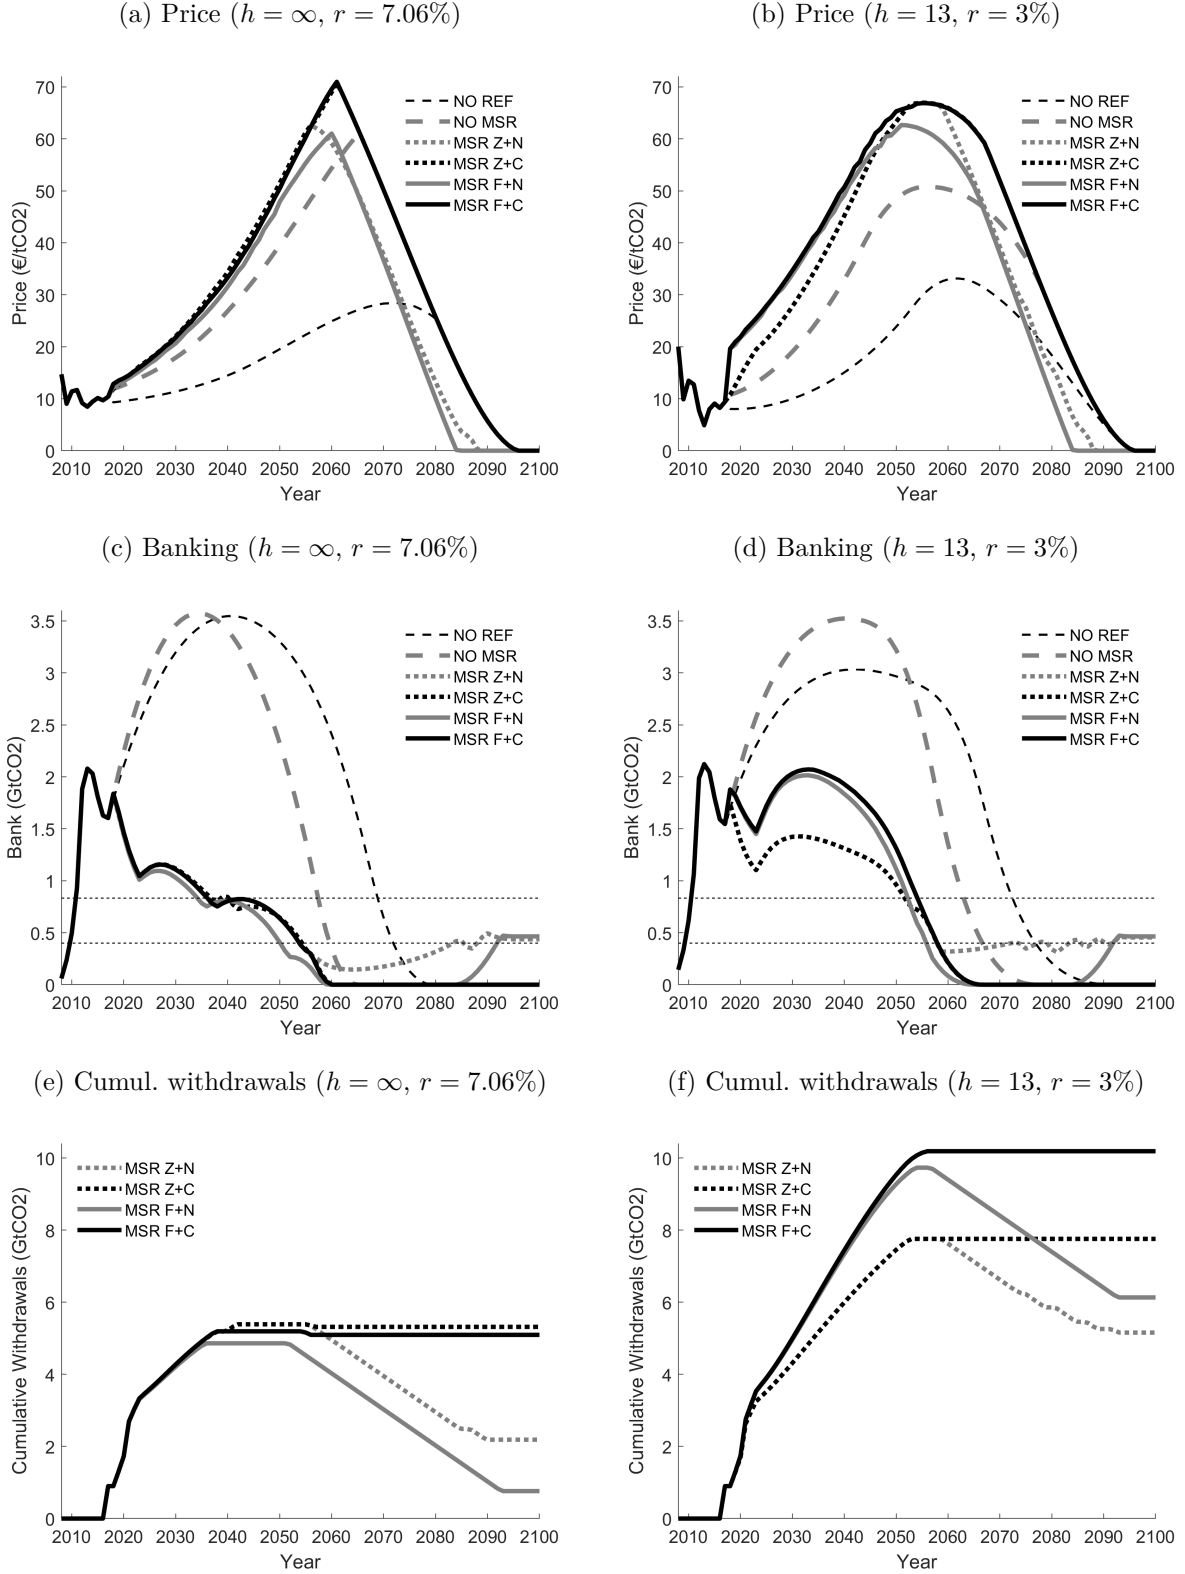 (a) Price (h = ∞, r = 7.06%)
70
60
50
40
30
20
10
0
Price (€/tCO2)
NO REF
NO MSR
MSR Z+N
MSR Z+C
MSR F+N
MSR F+C
2010 2020 2030 2040 2050 2060 2070 2080 2090 2100
Year
(b) Price (h = 13, r = 3%)
70
60
50
40
30
20
10
0
Price (€/tCO2)
NO REF
NO MSR
MSR Z+N
MSR Z+C
MSR F+N
MSR F+C
2010 2020 2030 2040 2050 2060 2070 2080 2090 2100
Year
(c) Banking (h = ∞, r = 7.06%)
3.5
3
2.5
2
1.5
1
0.5
0
Bank (GtCO2)
NO REF
NO MSR
MSR Z+N
MSR Z+C
MSR F+N
MSR F+C
2010 2020 2030 2040 2050 2060 2070 2080 2090 2100
Year
(d) Banking (h = 13, r = 3%)
3.5
3
2.5
2
1.5
1
0.5
0
Bank (GtCO2)
NO REF
NO MSR
MSR Z+N
MSR Z+C
MSR F+N
MSR F+C
2010 2020 2030 2040 2050 2060 2070 2080 2090 2100
Year
(e) Cumul. withdrawals (h = ∞, r = 7.06%)
10
8
6
4
2
0
Cumulative Withdrawals (GtCO2)
MSR Z+N
MSR Z+C
MSR F+N
MSR F+C
2010 2020 2030 2040 2050 2060 2070 2080 2090 2100
Year
(f) Cumul. withdrawals (h = 13, r = 3%)
10
8
6
4
2
0
Cumulative Withdrawals (GtCO2)
MSR Z+N
MSR Z+C
MSR F+N
MSR F+C
2010 2020 2030 2040 2050 2060 2070 2080 2090 2100
Year